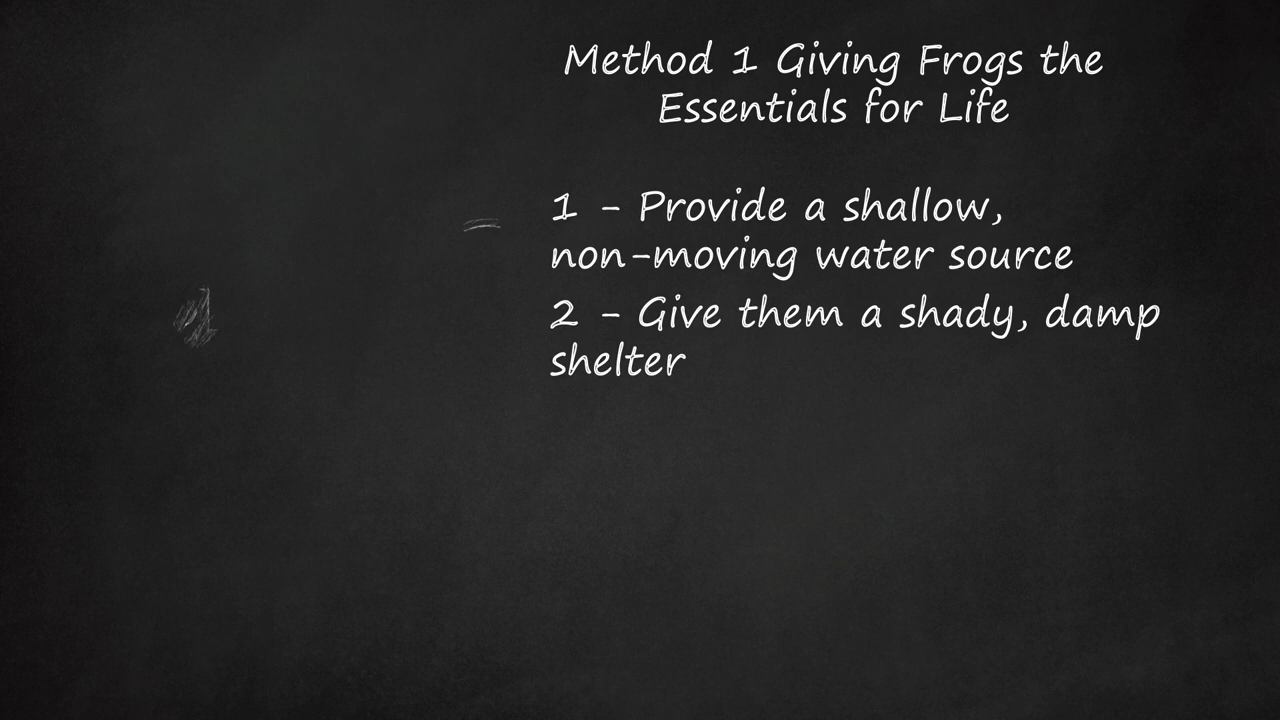 Method 1 Giving Frogs the
Essentials for Life
1 - Provide a shallow,
non-moving water source
2 - Give them a shady, damp
shelter